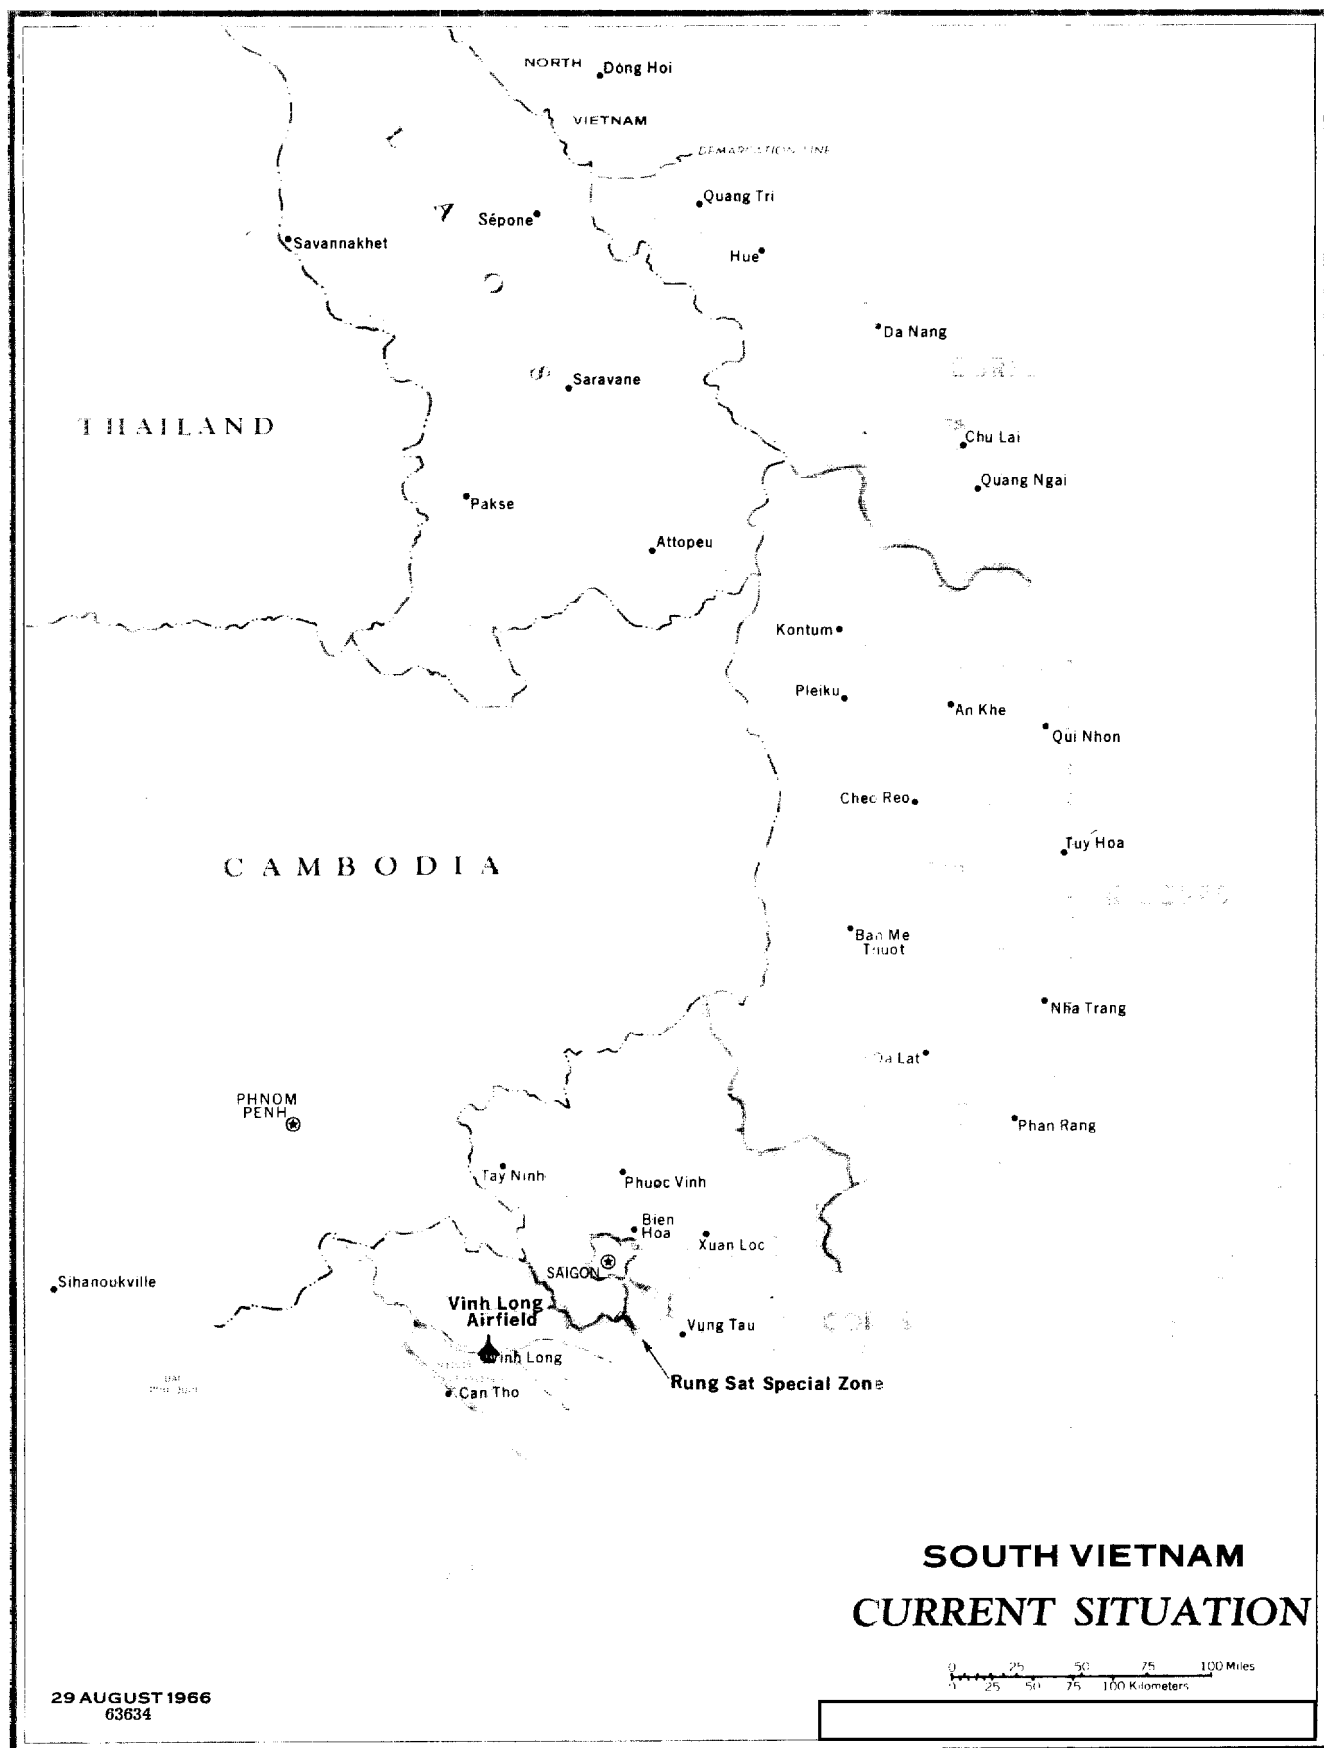 NORTH
Dong Hoi
VIETNAM
DEMARCATION LINE
L A O S
Quang Tri
Sépone
Savannakhet
Hue
Da Nang
CORPS
Saravane
THAILAND
Chu Lai
Quang Ngai
Pakse
Attopeu
Kontum
Pleiku
An Khe
Qui Nhon
Cheo Reo
Tuy Hoa
CAMBODIA
Ban Me
Thuot
Nha Trang
Da Lat
PHNOM
PENH
Phan Rang
Tay Ninh
Phuoc Vinh
Bien
Hoa
Xuan Loc
SAIGON
Sihanoukville
Vinh Long
Airfield
Vung Tau
CORPS
Vinh Long
Rung Sat Special Zone
Can Tho
SOUTH VIETNAM
CURRENT SITUATION
0 25 50 75 100 Miles
0 25 50 75 100 Kilometers
29 AUGUST 1966
63634